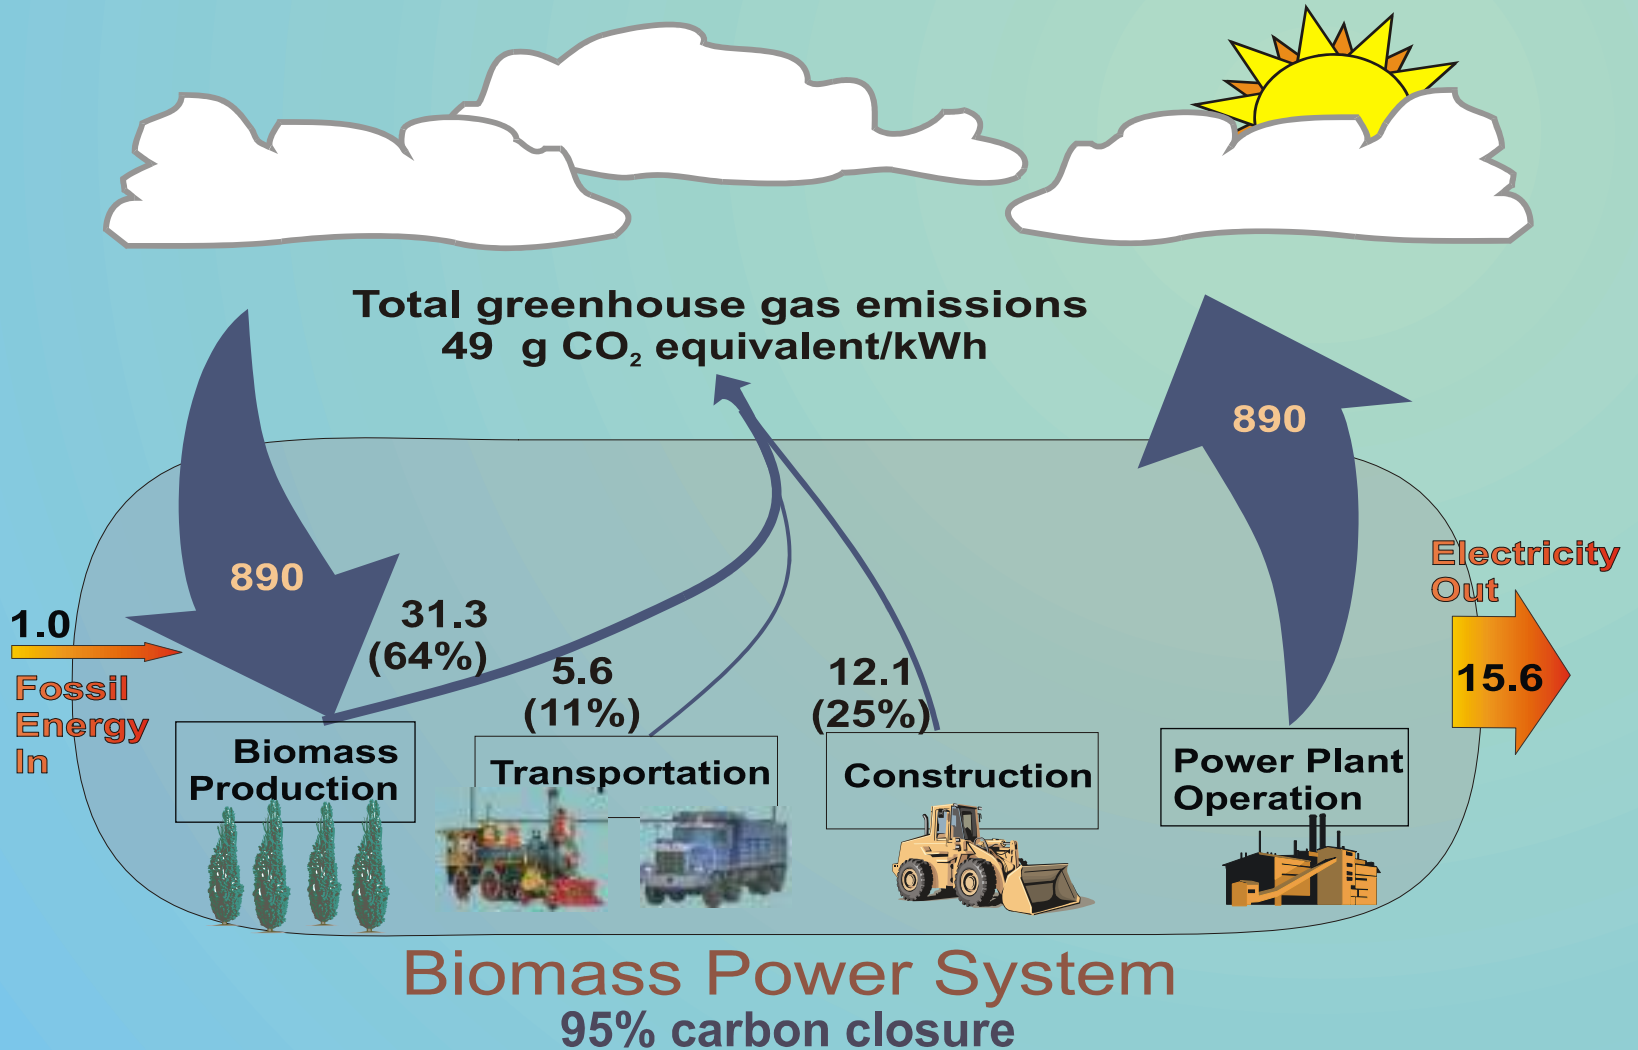 Total greenhouse gas emissions
49 g CO₂ equivalent/kWh
890
890
1.0
Fossil
Energy
In
31.3
(64%)
5.6
(11%)
12.1
(25%)
Electricity
Out
15.6
Biomass
Production
Transportation
Construction
Power Plant
Operation
Biomass Power System
95% carbon closure